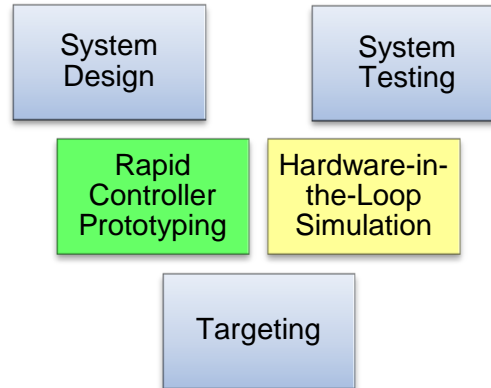 System
Design
System
Testing
Rapid
Controller
Prototyping
Hardware-in-
the-Loop
Simulation
Targeting